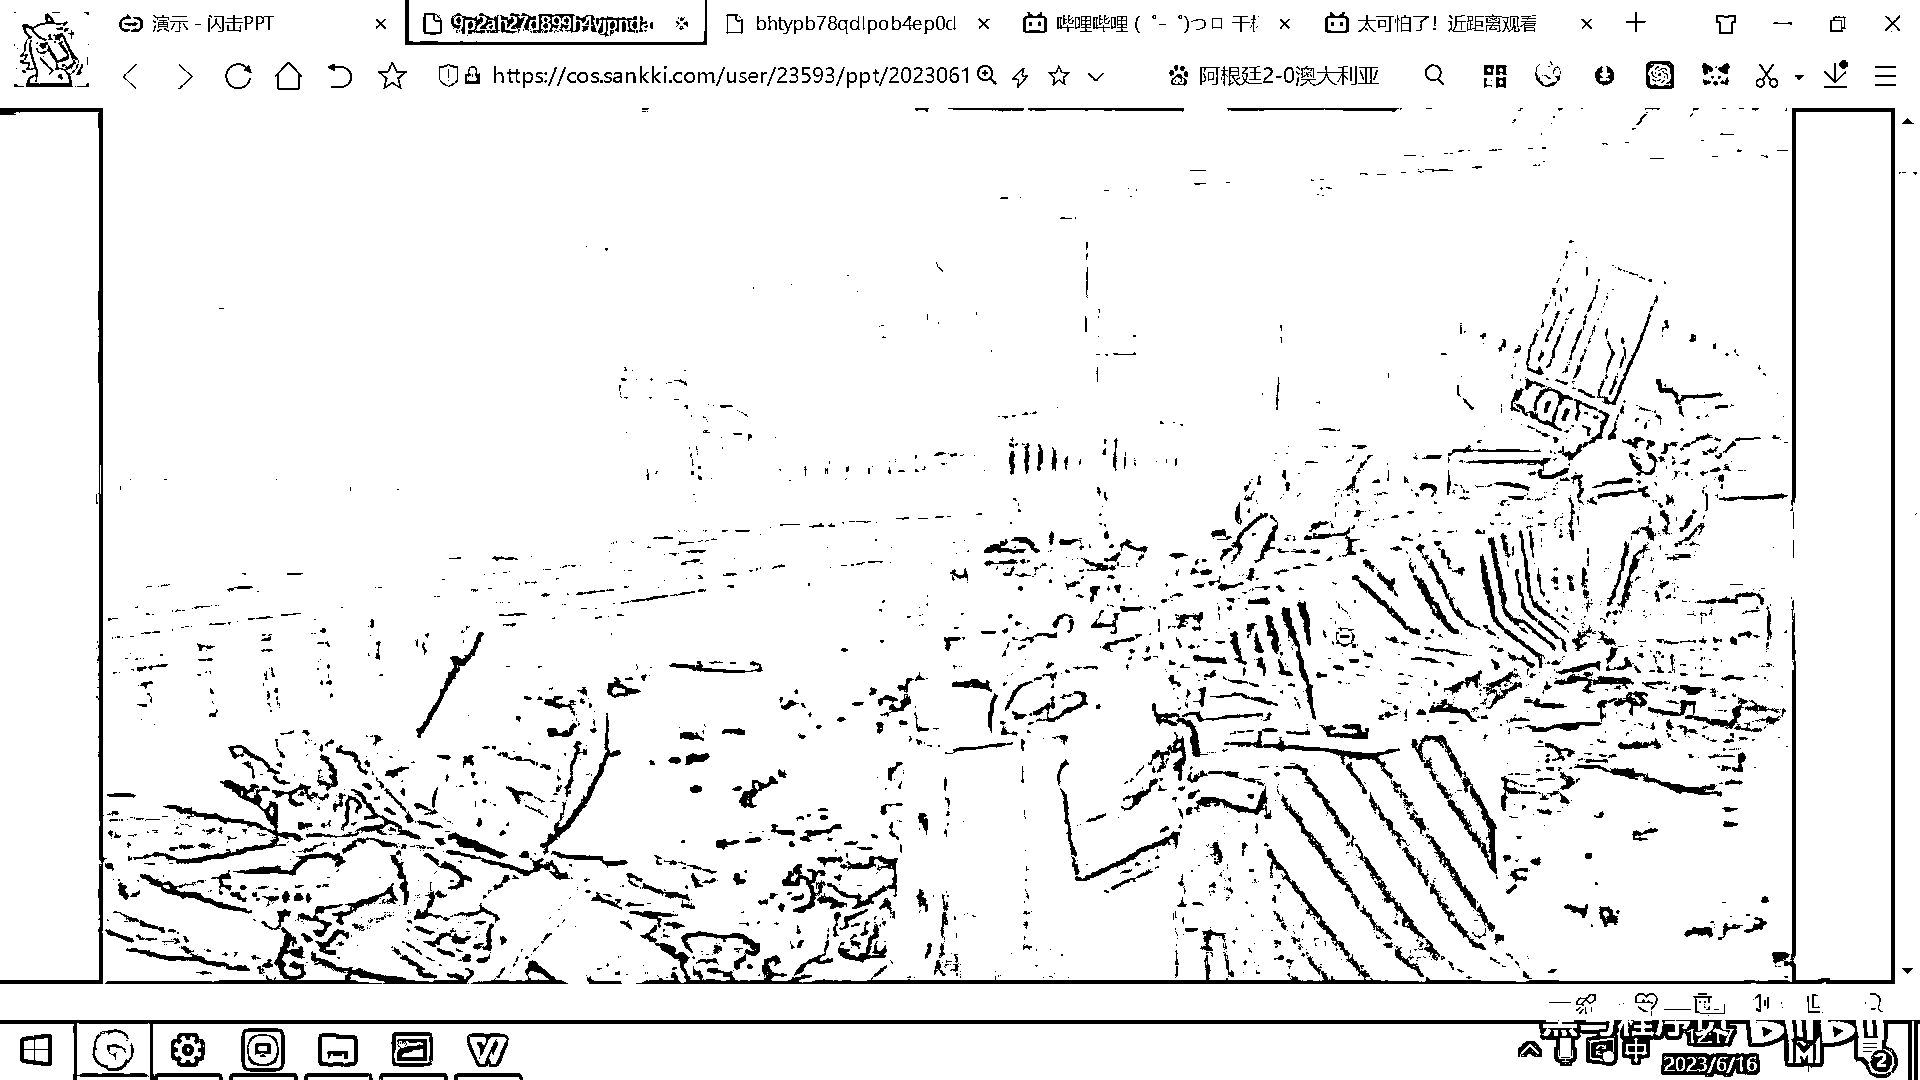 演示 - 闪击PPT
9p2ah27d899h4vjpnda
bhtypb78qdlpob4ep0d
哔哩哔哩 ( ゜- ゜)つロ 干杯
太可怕了！近距离观看
https://cos.sankki.com/user/23593/ppt/2023061
阿根廷2-0澳大利亚
中
2023/6/16
2